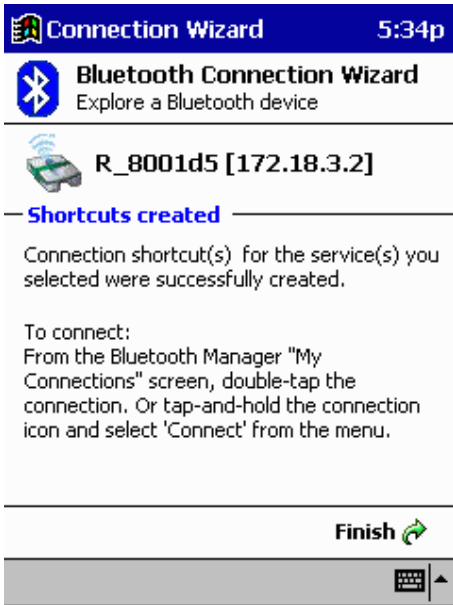 Connection Wizard 5:34p
Bluetooth Connection Wizard
Explore a Bluetooth device
R_8001d5 [172.18.3.2]
Shortcuts created
Connection shortcut(s) for the service(s) you
selected were successfully created.
To connect:
From the Bluetooth Manager "My
Connections" screen, double-tap the
connection. Or tap-and-hold the connection
icon and select 'Connect' from the menu.
Finish